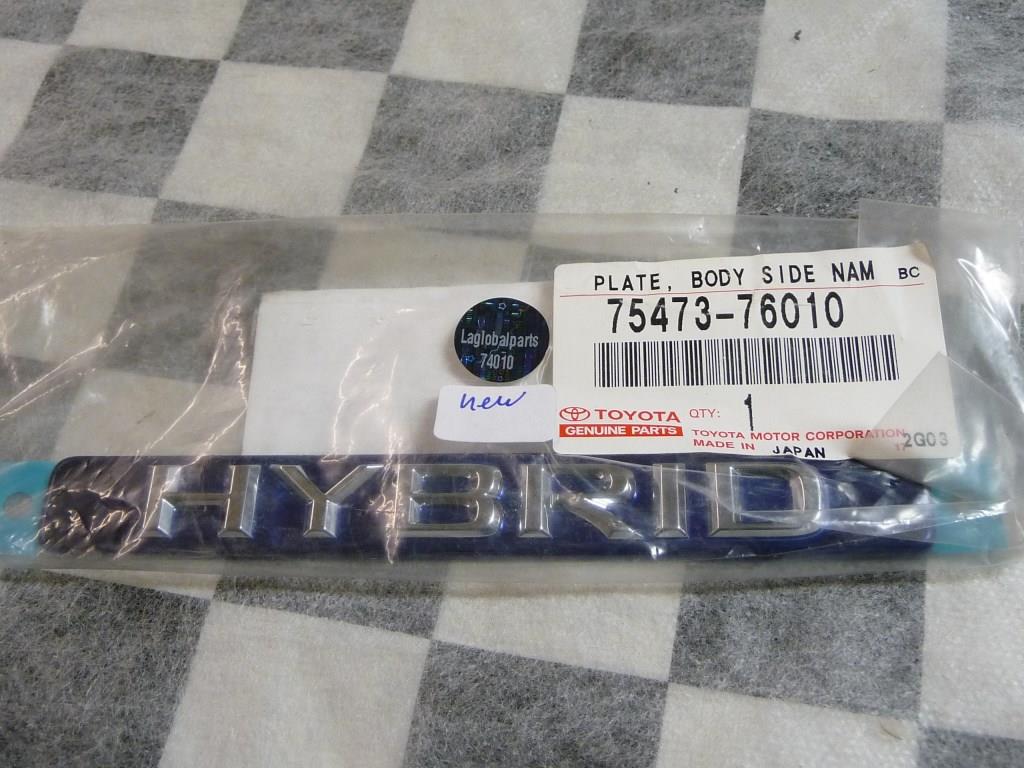 PLATE, BODY SIDE NAM BC
75473-76010
Laglobalparts
74010
new
TOYOTA QTY: 1
GENUINE PARTS
TOYOTA MOTOR CORPORATION
MADE IN JAPAN
2G03
HYBRID